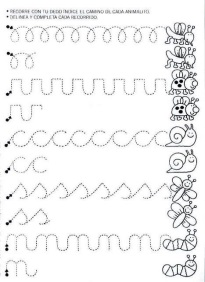 • RECORRE CON TU DEDO ÍNDICE EL CAMINO DE CADA ANIMALITO.
• DELINEA Y COMPLETA CADA RECORRIDO.